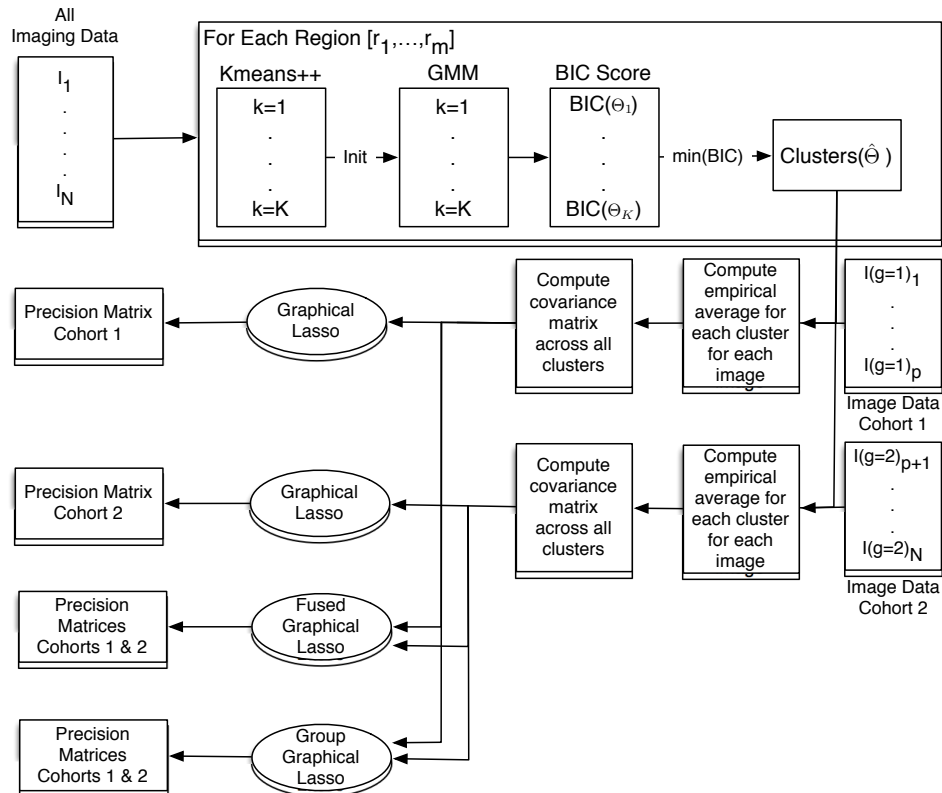 All
Imaging Data
I1
.
.
.
.
IN
For Each Region [r1,...,rm]
Kmeans++
k=1
.
.
.
k=K
Init
GMM
k=1
.
.
.
k=K
BIC Score
BIC(Θ1)
.
.
.
BIC(ΘK)
min(BIC)
Clusters(Θ̂ )
Precision Matrix
Cohort 1
Graphical
Lasso
Compute
covariance
matrix
across all
clusters
Compute
empirical
average for
each cluster
for each
image
I(g=1)1
.
.
.
I(g=1)p
Image Data
Cohort 1
Precision Matrix
Cohort 2
Graphical
Lasso
Compute
covariance
matrix
across all
clusters
Compute
empirical
average for
each cluster
for each
image
I(g=2)p+1
.
.
.
I(g=2)N
Image Data
Cohort 2
Precision
Matrices
Cohorts 1 & 2
Fused
Graphical
Lasso
Precision
Matrices
Cohorts 1 & 2
Group
Graphical
Lasso